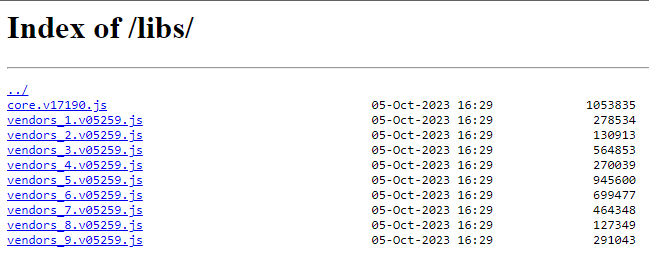 Index of /libs/
../
core.v17190.js 05-Oct-2023 16:29 1053835
vendors_1.v05259.js 05-Oct-2023 16:29 278534
vendors_2.v05259.js 05-Oct-2023 16:29 130913
vendors_3.v05259.js 05-Oct-2023 16:29 564853
vendors_4.v05259.js 05-Oct-2023 16:29 270039
vendors_5.v05259.js 05-Oct-2023 16:29 945600
vendors_6.v05259.js 05-Oct-2023 16:29 699477
vendors_7.v05259.js 05-Oct-2023 16:29 464348
vendors_8.v05259.js 05-Oct-2023 16:29 127349
vendors_9.v05259.js 05-Oct-2023 16:29 291043